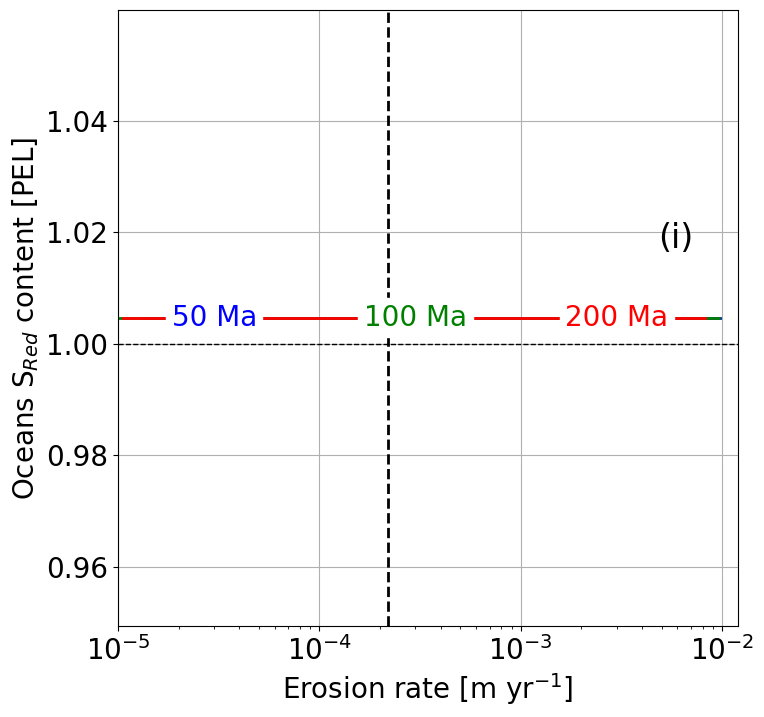 Oceans S_Red content [PEL]
1.04
1.02
1.00
0.98
0.96
(i)
50 Ma
100 Ma
200 Ma
10⁻⁵
10⁻⁴
10⁻³
10⁻²
Erosion rate [m yr⁻¹]